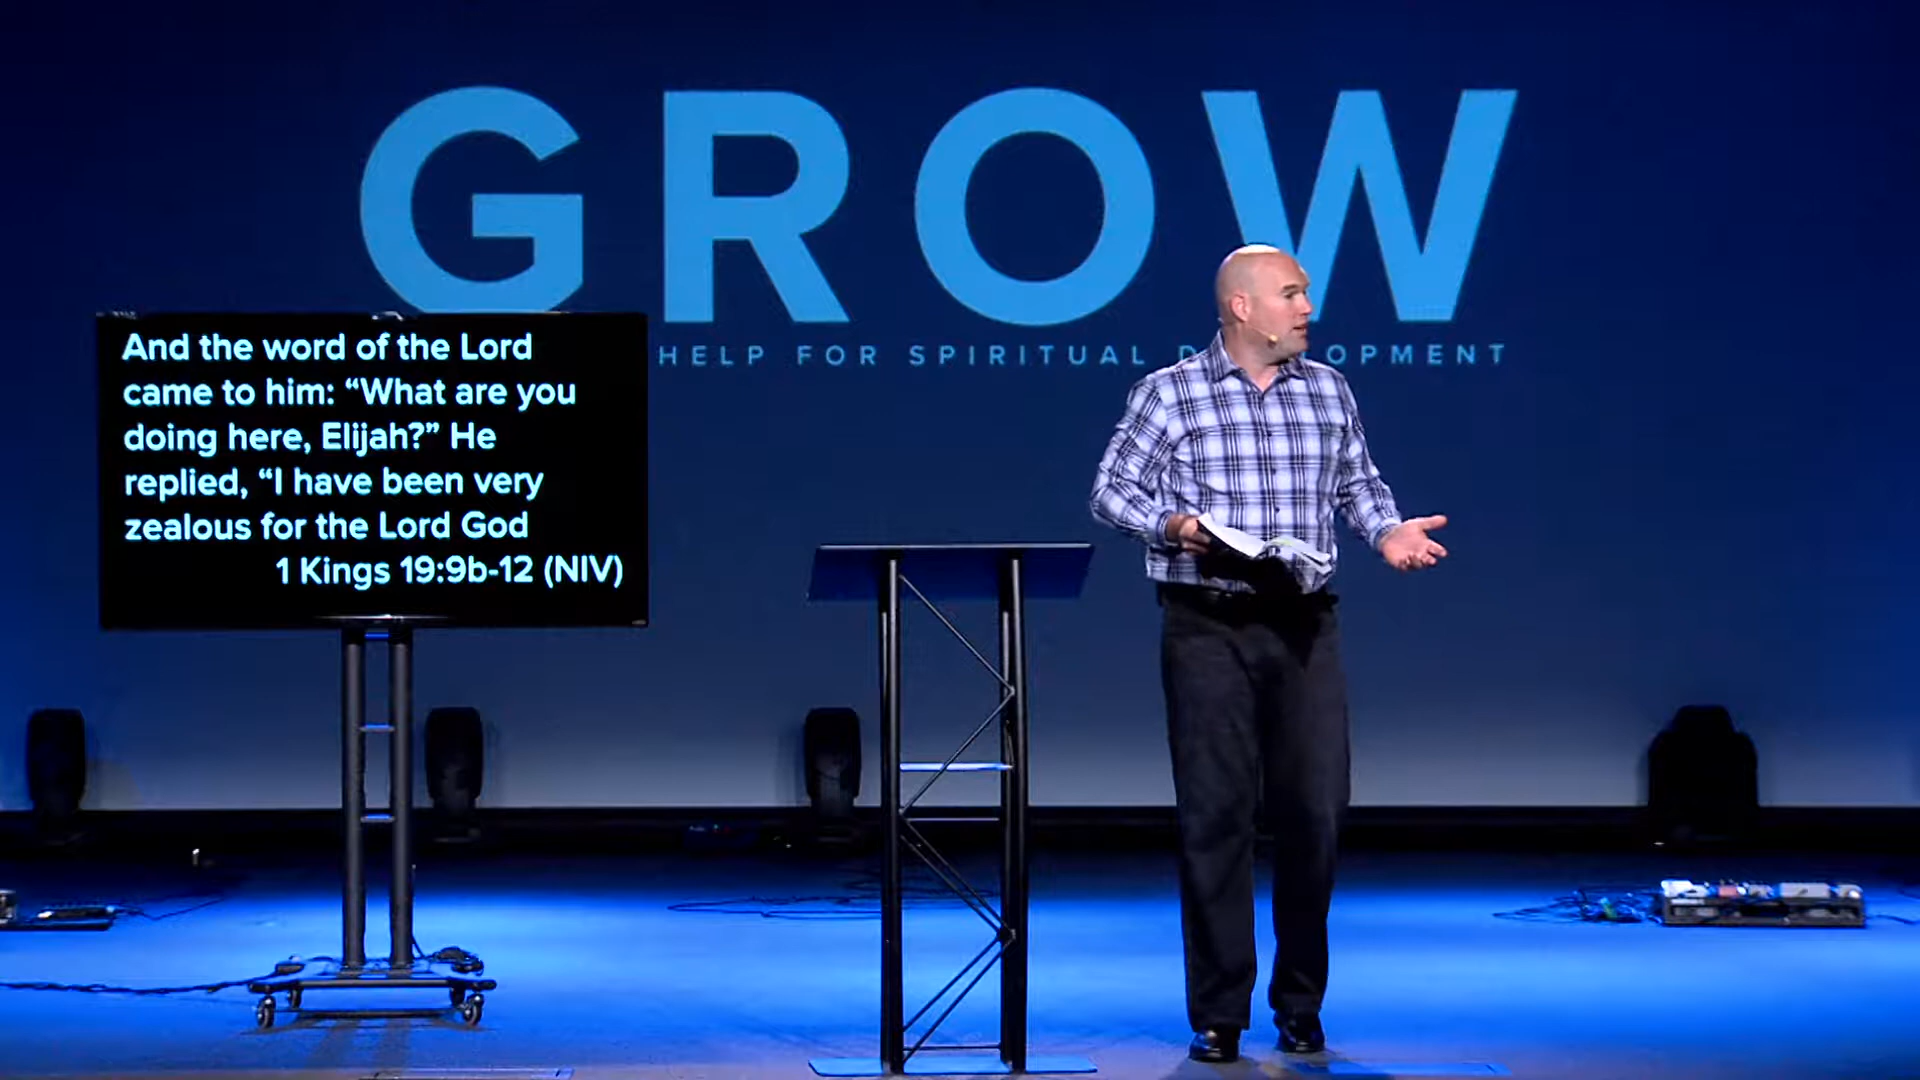 GROW
HELP FOR SPIRITUAL
And the word of the Lord
came to him: “What are you
doing here, Elijah?” He
replied, “I have been very
zealous for the Lord God
1 Kings 19:9b-12 (NIV)